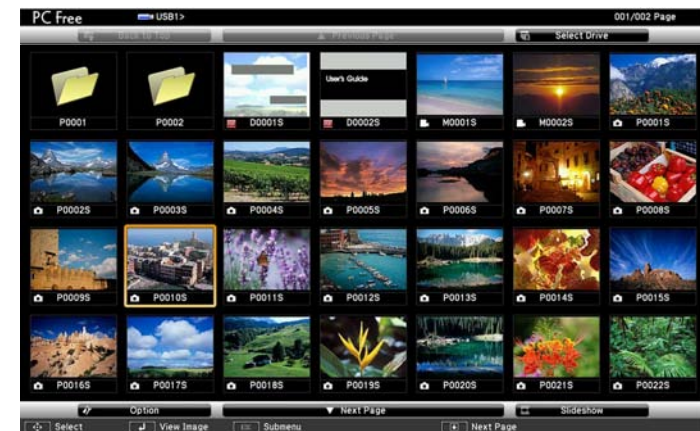 PC Free USB1> 001/002 Page
Back to Top Previous Page Select Drive
User's Guide
P0001 P0002 D0001S D0002S M0001S M0002S P0001S
P0002S P0003S P0004S P0005S P0006S P0007S P0008S
P0009S P0010S P0011S P0012S P0013S P0014S P0015S
P0016S P0017S P0018S P0019S P0020S P0021S P0022S
Option Next Page Slideshow
Select View Image Submenu Next Page